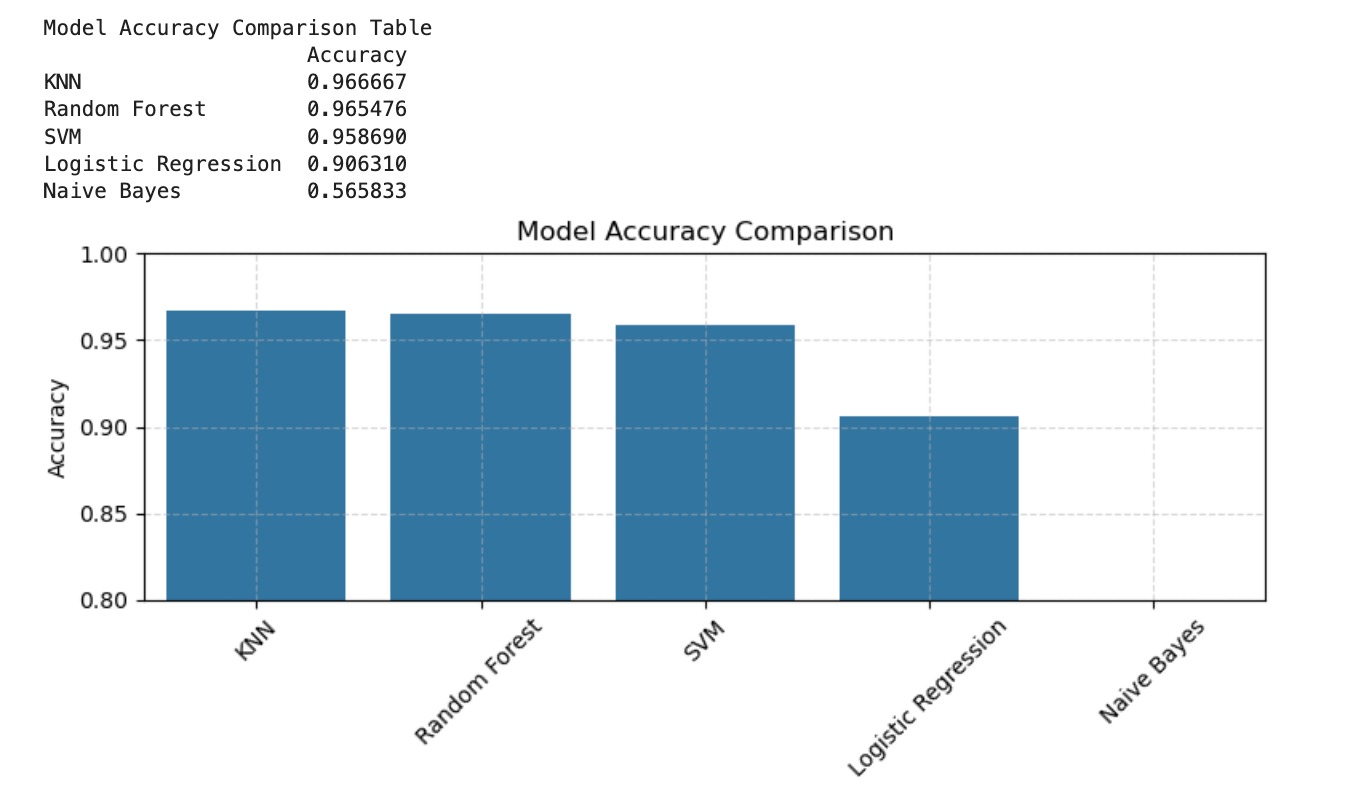 Model Accuracy Comparison Table
Accuracy
KNN 0.966667
Random Forest 0.965476
SVM 0.958690
Logistic Regression 0.906310
Naive Bayes 0.565833
Model Accuracy Comparison
1.00
0.95
0.90
0.85
0.80
Accuracy
KNN
Random Forest
SVM
Logistic Regression
Naive Bayes